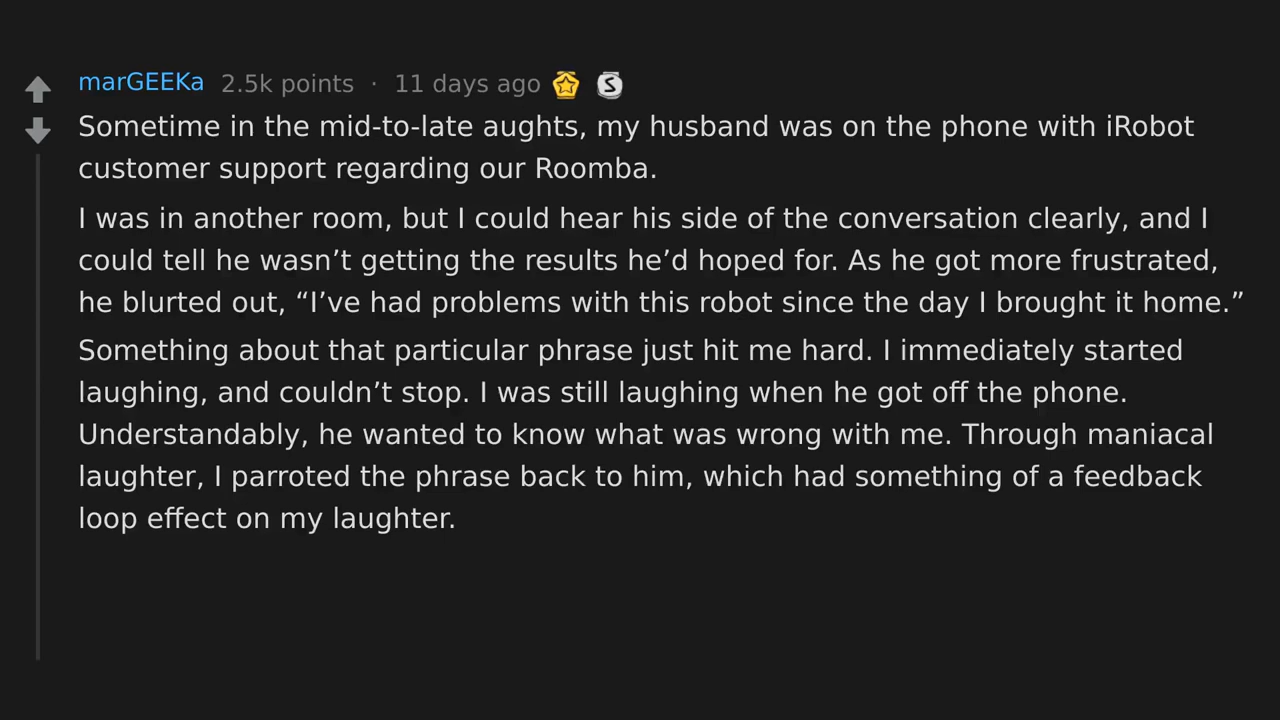 marGEEKa 2.5k points · 11 days ago
Sometime in the mid-to-late aughts, my husband was on the phone with iRobot
customer support regarding our Roomba.
I was in another room, but I could hear his side of the conversation clearly, and I
could tell he wasn’t getting the results he’d hoped for. As he got more frustrated,
he blurted out, “I’ve had problems with this robot since the day I brought it home.”
Something about that particular phrase just hit me hard. I immediately started
laughing, and couldn’t stop. I was still laughing when he got off the phone.
Understandably, he wanted to know what was wrong with me. Through maniacal
laughter, I parroted the phrase back to him, which had something of a feedback
loop effect on my laughter.